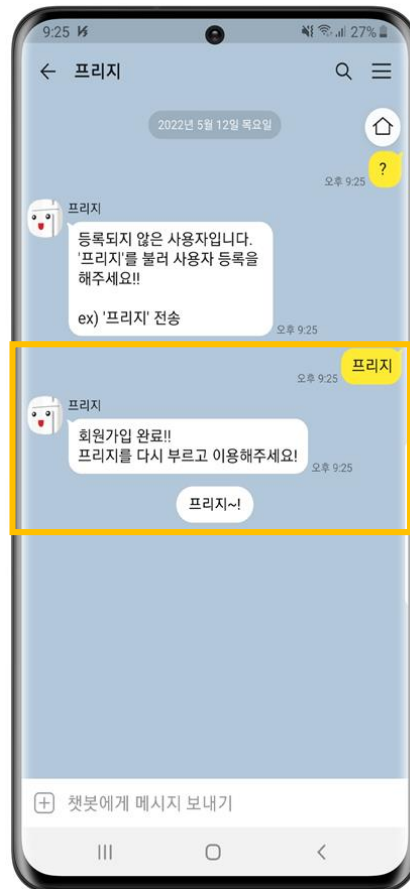 9:25
27%
프리지
2022년 5월 12일 목요일
?
오후 9:25
프리지
등록되지 않은 사용자입니다.
'프리지'를 불러 사용자 등록을
해주세요!!
ex) '프리지' 전송
오후 9:25
프리지
오후 9:25
프리지
회원가입 완료!!
프리지를 다시 부르고 이용해주세요!
오후 9:25
프리지~!
챗봇에게 메시지 보내기